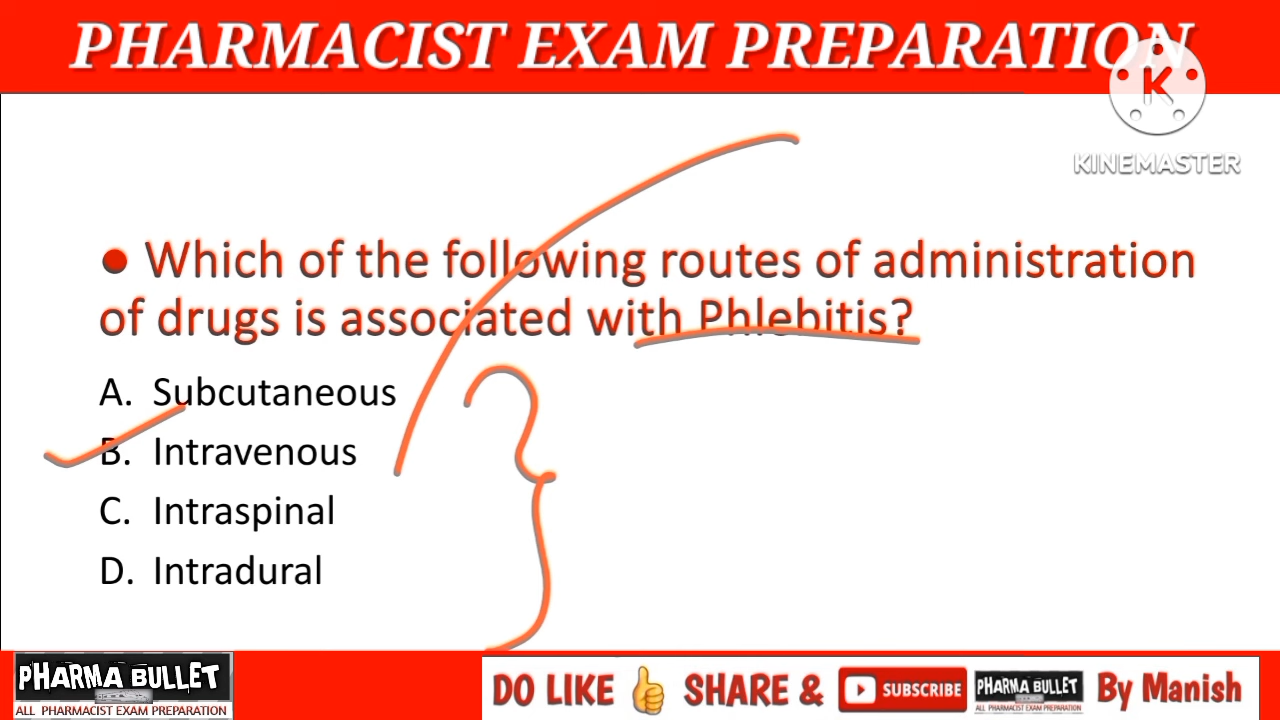 PHARMACIST EXAM PREPARATION
K
KINEMASTER
● Which of the following routes of administration
of drugs is associated with Phlebitis?
A. Subcutaneous
B. Intravenous
C. Intraspinal
D. Intradural
PHARMA BULLET
ALL PHARMACIST EXAM PREPARATION
DO LIKE 👍 SHARE & SUBSCRIBE PHARMA BULLET By Manish
ALL PHARMACIST EXAM PREPARATION